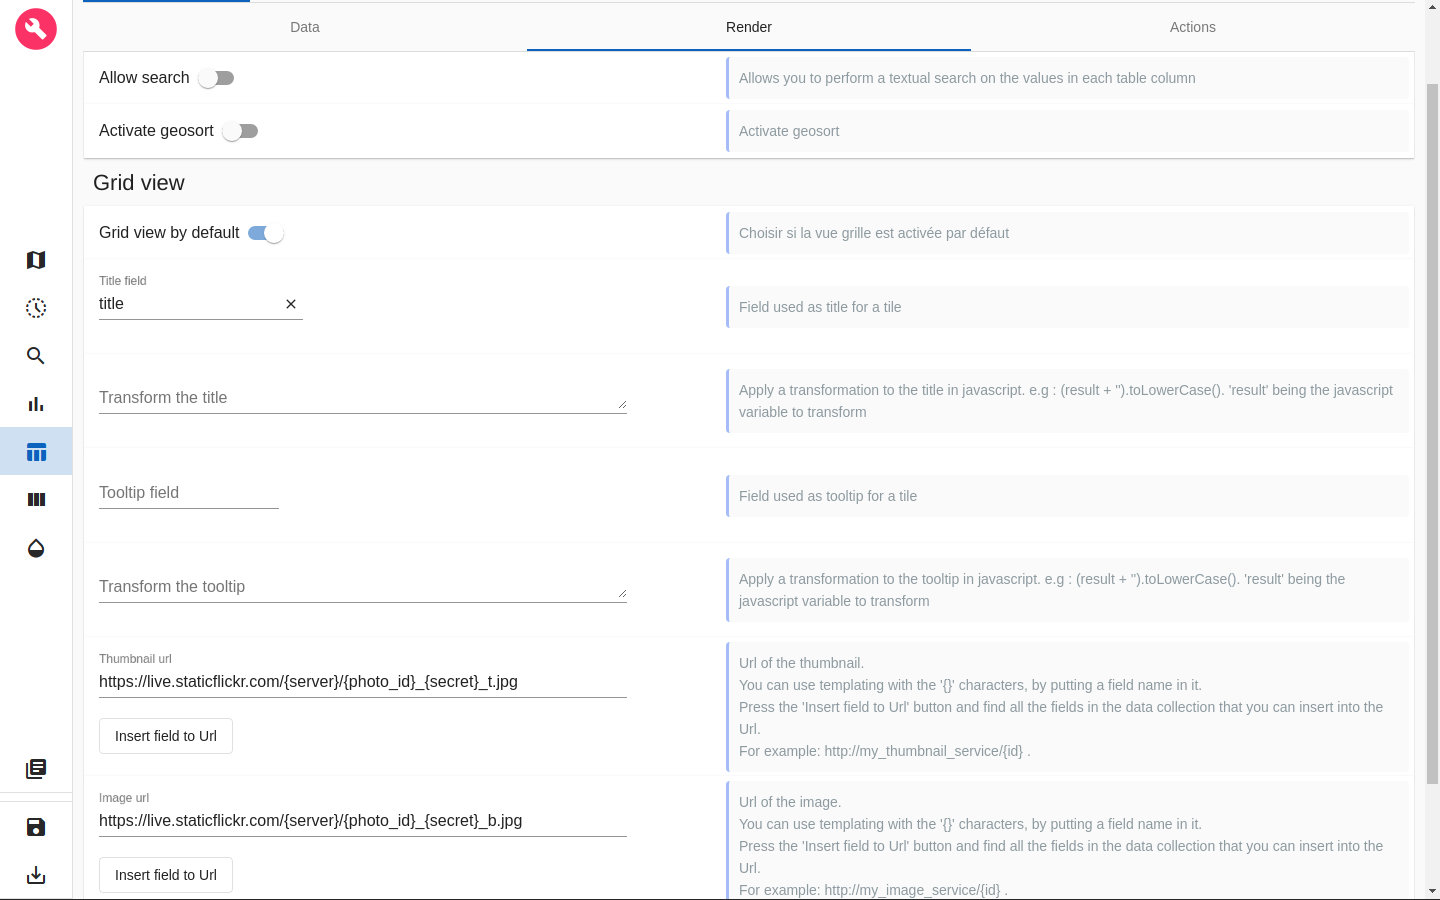 Data
Render
Actions
Allow search
Allows you to perform a textual search on the values in each table column
Activate geosort
Activate geosort
Grid view
Grid view by default
Choisir si la vue grille est activée par défaut
Title field
title
Field used as title for a tile
Transform the title
Apply a transformation to the title in javascript. e.g : (result + '').toLowerCase(). 'result' being the javascript
variable to transform
Tooltip field
Field used as tooltip for a tile
Transform the tooltip
Apply a transformation to the tooltip in javascript. e.g : (result + '').toLowerCase(). 'result' being the
javascript variable to transform
Thumbnail url
https://live.staticflickr.com/{server}/{photo_id}_{secret}_t.jpg
Insert field to Url
Url of the thumbnail.
You can use templating with the '{}' characters, by putting a field name in it.
Press the 'Insert field to Url' button and find all the fields in the data collection that you can insert into the
Url.
For example: http://my_thumbnail_service/{id} .
Image url
https://live.staticflickr.com/{server}/{photo_id}_{secret}_b.jpg
Insert field to Url
Url of the image.
You can use templating with the '{}' characters, by putting a field name in it.
Press the 'Insert field to Url' button and find all the fields in the data collection that you can insert into the
Url.
For example: http://my_image_service/{id} .